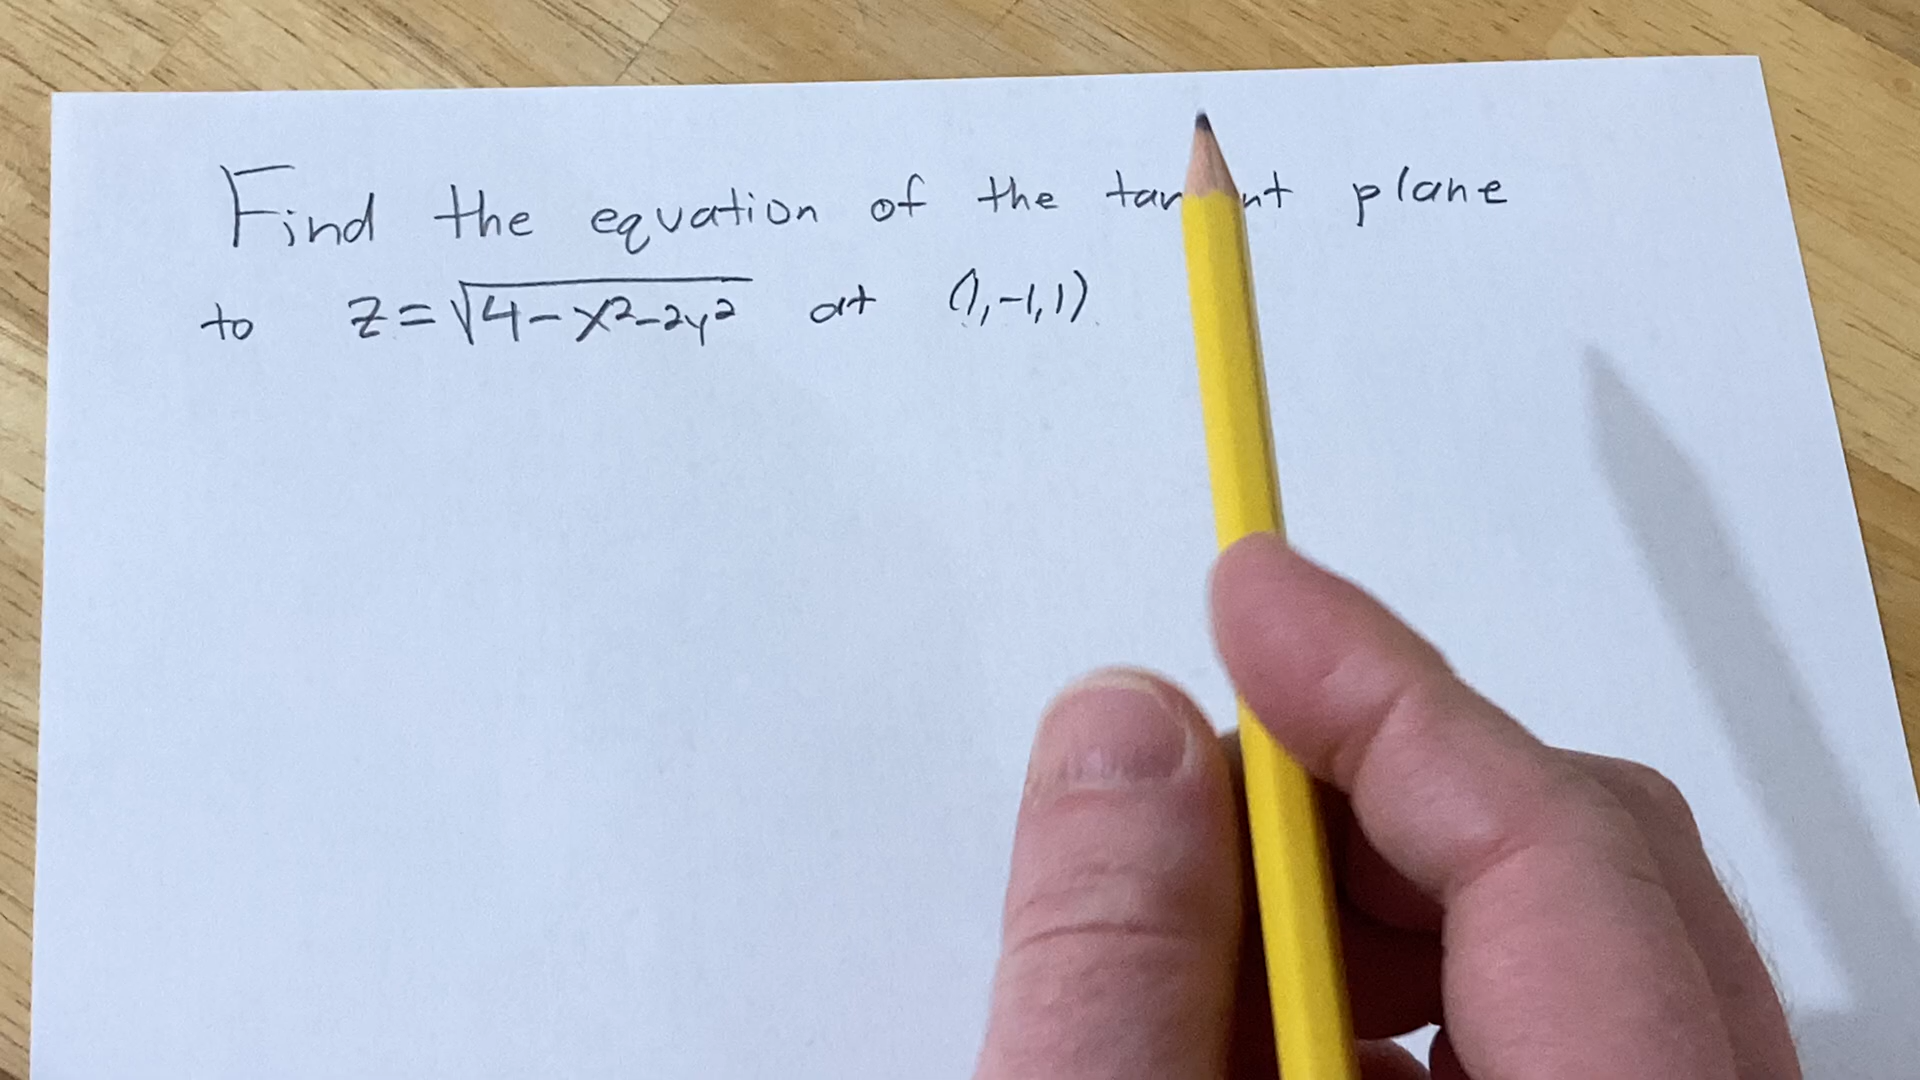 Find the equation of the plane
to z = √(4-x²-2y²) at (1,-1,1)